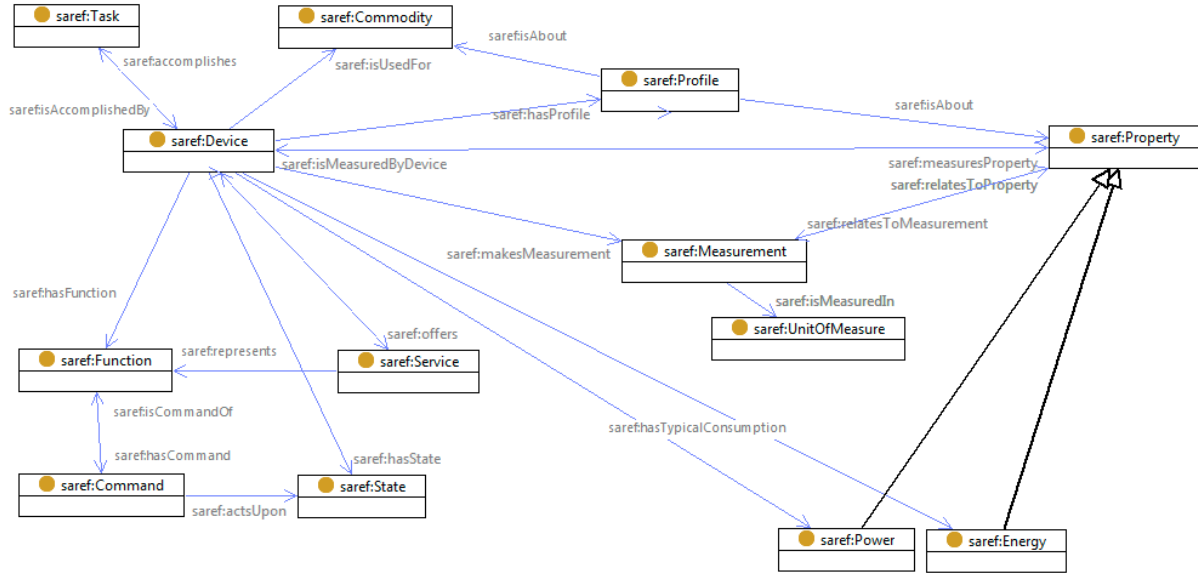 saref:Task
saref:Commodity
saref:isAbout
saref:accomplishes
saref:isUsedFor
saref:Profile
saref:isAccomplishedBy
saref:hasProfile
saref:isAbout
saref:Device
saref:Property
saref:isMeasuredByDevice
saref:measuresProperty
saref:relatesToProperty
saref:relatesToMeasurement
saref:makesMeasurement
saref:Measurement
saref:hasFunction
saref:isMeasuredIn
saref:offers
saref:UnitOfMeasure
saref:Function
saref:represents
saref:Service
saref:isCommandOf
saref:hasTypicalConsumption
saref:hasCommand
saref:hasState
saref:Command
saref:State
saref:actsUpon
saref:Power
saref:Energy